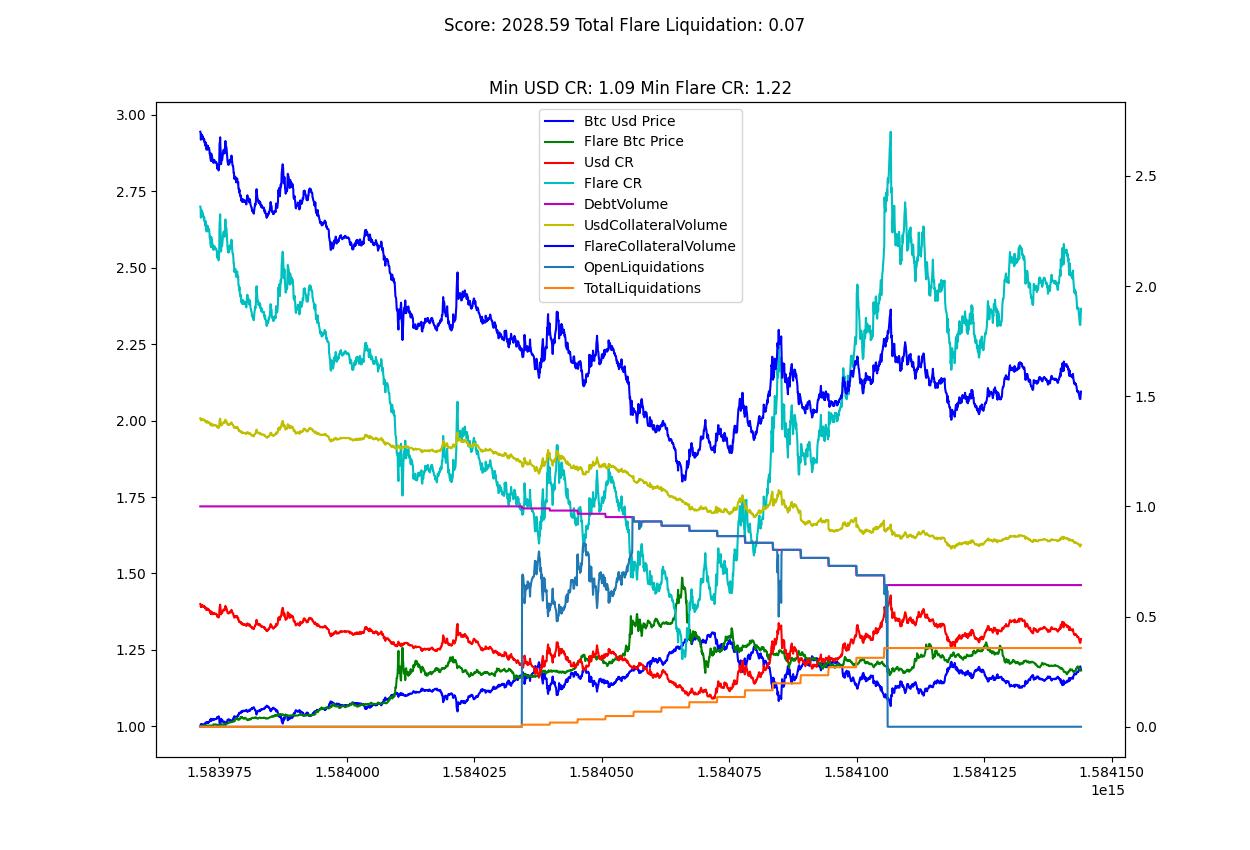 Score: 2028.59 Total Flare Liquidation: 0.07
Min USD CR: 1.09 Min Flare CR: 1.22
3.00
2.75
2.50
2.25
2.00
1.75
1.50
1.25
1.00
Btc Usd Price
Flare Btc Price
Usd CR
Flare CR
DebtVolume
UsdCollateralVolume
FlareCollateralVolume
OpenLiquidations
TotalLiquidations
2.5
2.0
1.5
1.0
0.5
0.0
1.583975
1.584000
1.584025
1.584050
1.584075
1.584100
1.584125
1.584150
1e15